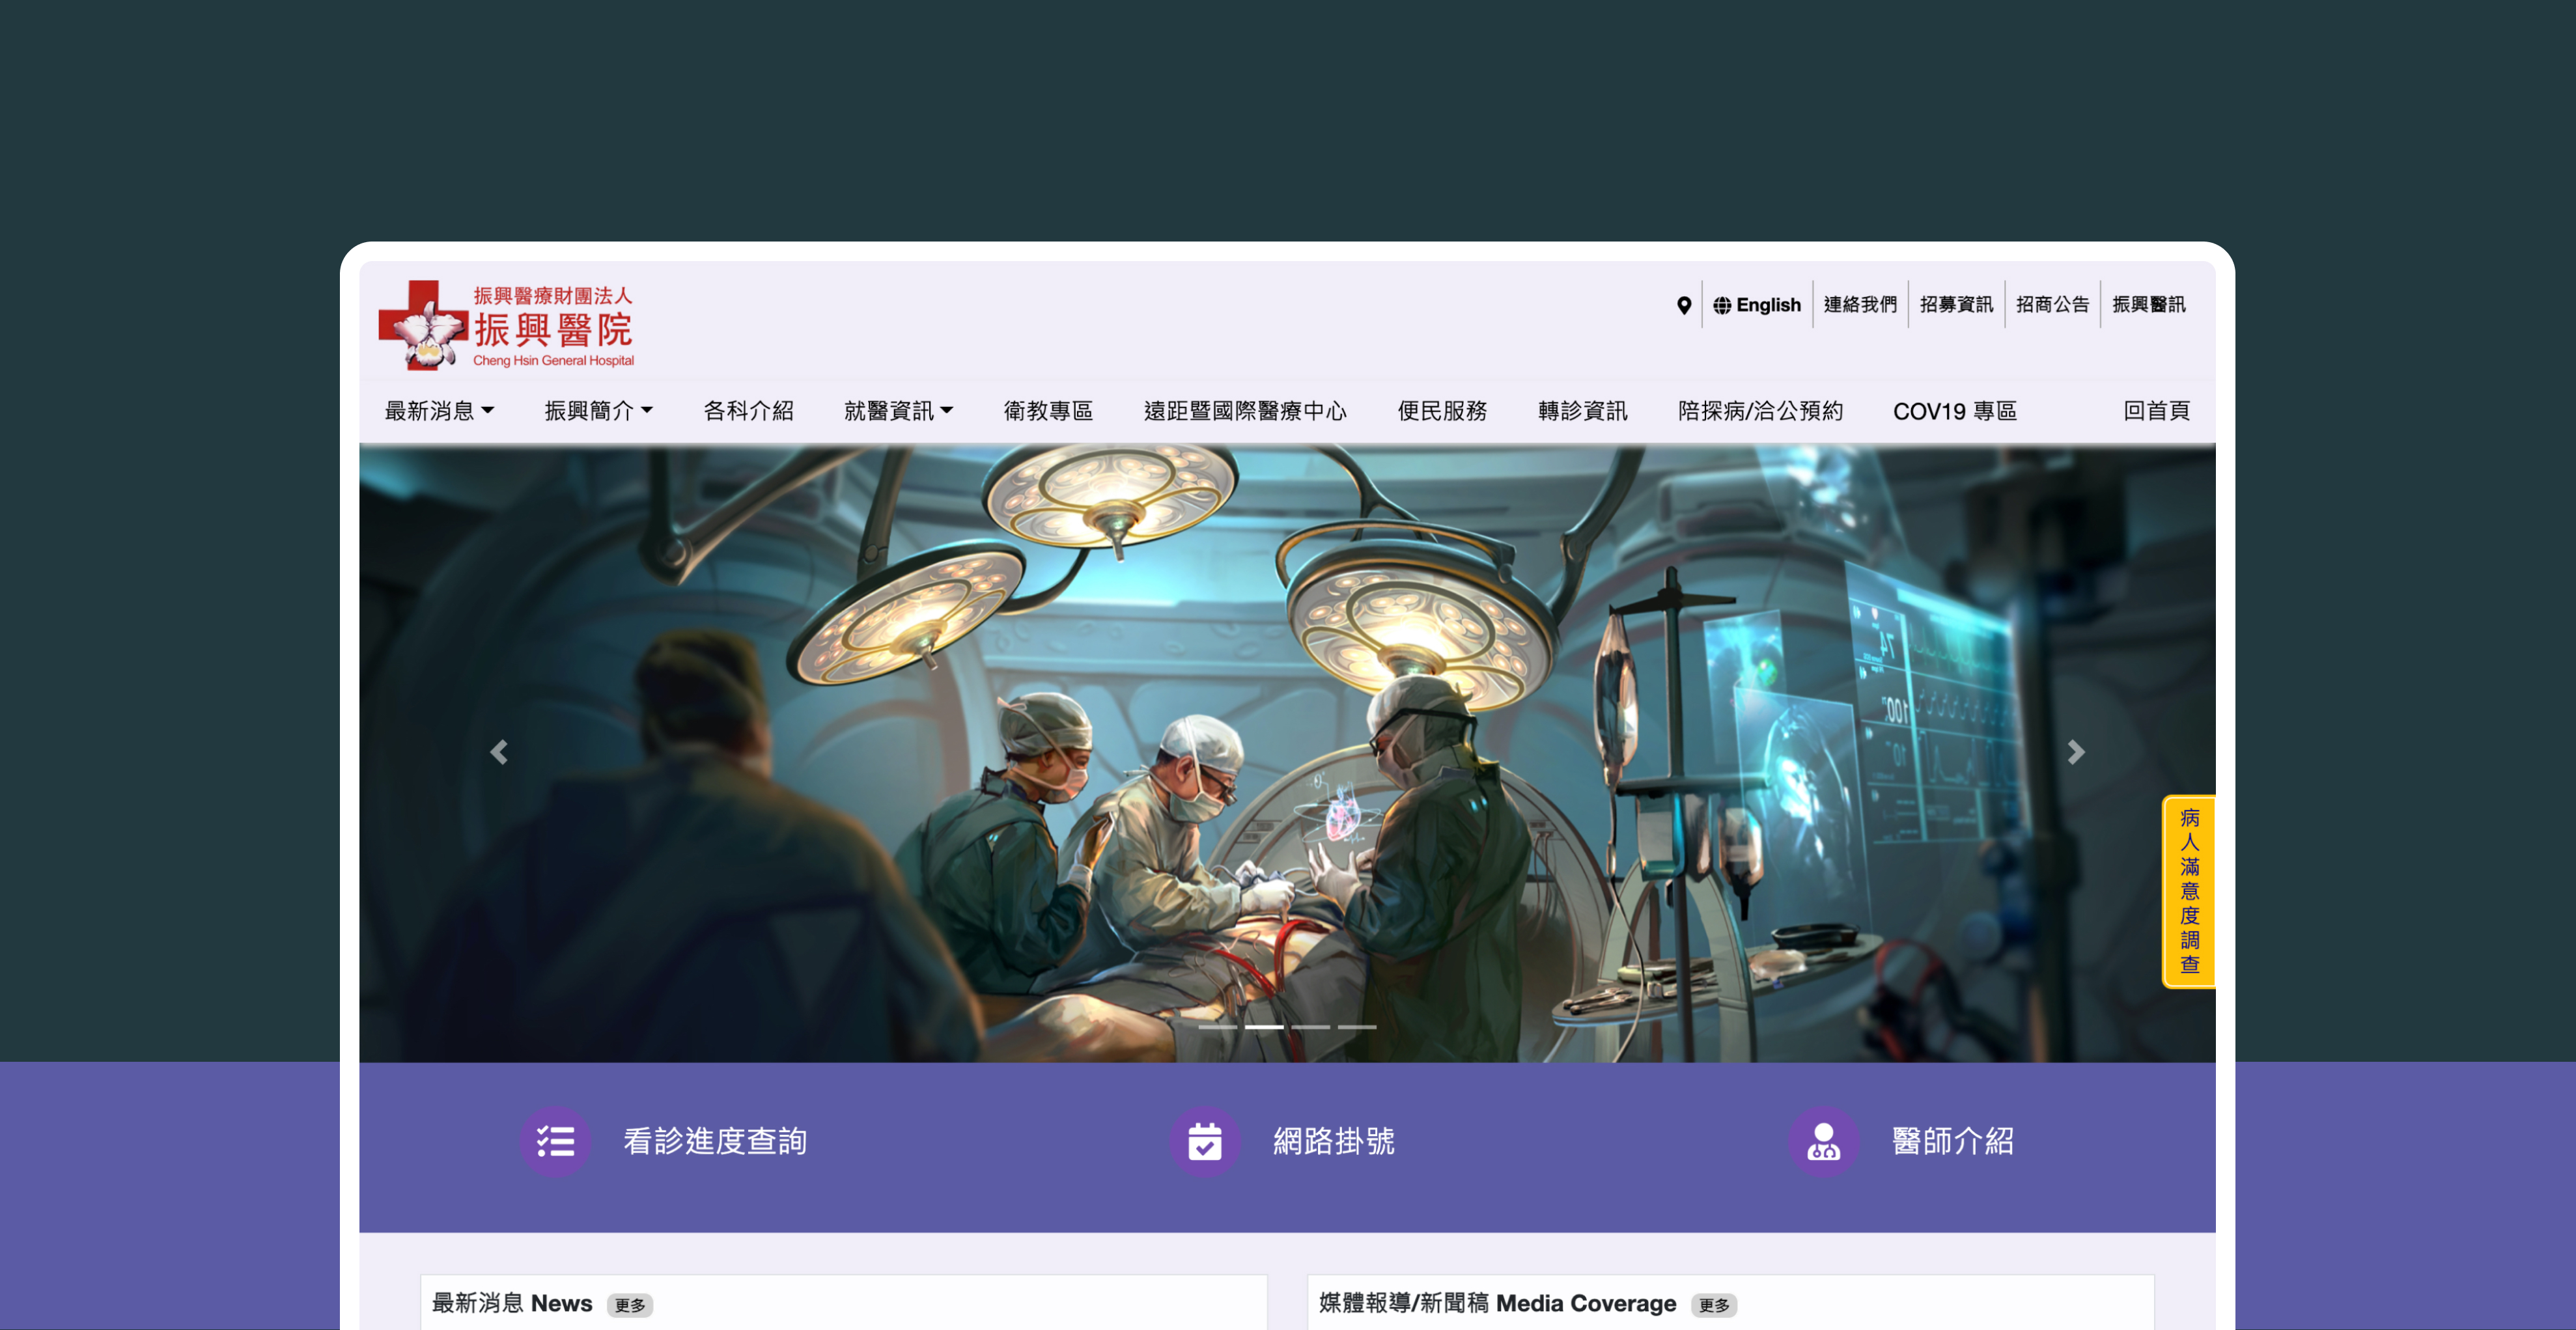 振興醫療財團法人
振興醫院
Cheng Hsin General Hospital
English
連絡我們
招募資訊
招商公告
振興醫訊
最新消息
振興簡介
各科介紹
就醫資訊
衛教專區
遠距暨國際醫療中心
便民服務
轉診資訊
陪探病/洽公預約
COV19 專區
回首頁
病人滿意度調查
看診進度查詢
網路掛號
醫師介紹
最新消息 News 更多
媒體報導/新聞稿 Media Coverage 更多